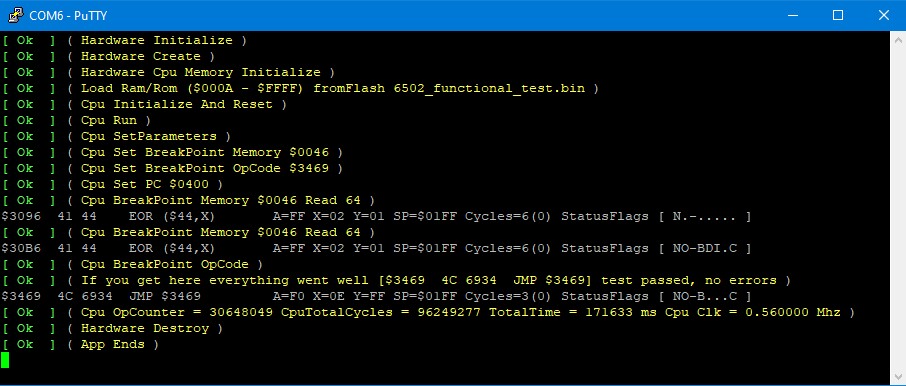 COM6 - PuTTY
[ Ok  ] ( Hardware Initialize )
[ Ok  ] ( Hardware Create )
[ Ok  ] ( Hardware Cpu Memory Initialize )
[ Ok  ] ( Load Ram/Rom ($000A - $FFFF) fromFlash 6502_functional_test.bin )
[ Ok  ] ( Cpu Initialize And Reset )
[ Ok  ] ( Cpu Run )
[ Ok  ] ( Cpu SetParameters )
[ Ok  ] ( Cpu Set BreakPoint Memory $0046 )
[ Ok  ] ( Cpu Set BreakPoint OpCode $3469 )
[ Ok  ] ( Cpu Set PC $0400 )
[ Ok  ] ( Cpu BreakPoint Memory $0046 Read 64 )
$3096  41 44    EOR ($44,X)       A=FF X=02 Y=01 SP=$01FF Cycles=6(0) StatusFlags [ N.-..... ]
[ Ok  ] ( Cpu BreakPoint Memory $0046 Read 64 )
$30B6  41 44    EOR ($44,X)       A=FF X=02 Y=01 SP=$01FF Cycles=6(0) StatusFlags [ NO-BDI.C ]
[ Ok  ] ( Cpu BreakPoint OpCode )
[ Ok  ] ( If you get here everything went well [$3469  4C 6934  JMP $3469] test passed, no errors )
$3469  4C 6934  JMP $3469         A=F0 X=0E Y=FF SP=$01FF Cycles=3(0) StatusFlags [ NO-B...C ]
[ Ok  ] ( Cpu OpCounter = 30648049 CpuTotalCycles = 96249277 TotalTime = 171633 ms Cpu Clk = 0.560000 Mhz )
[ Ok  ] ( Hardware Destroy )
[ Ok  ] ( App Ends )